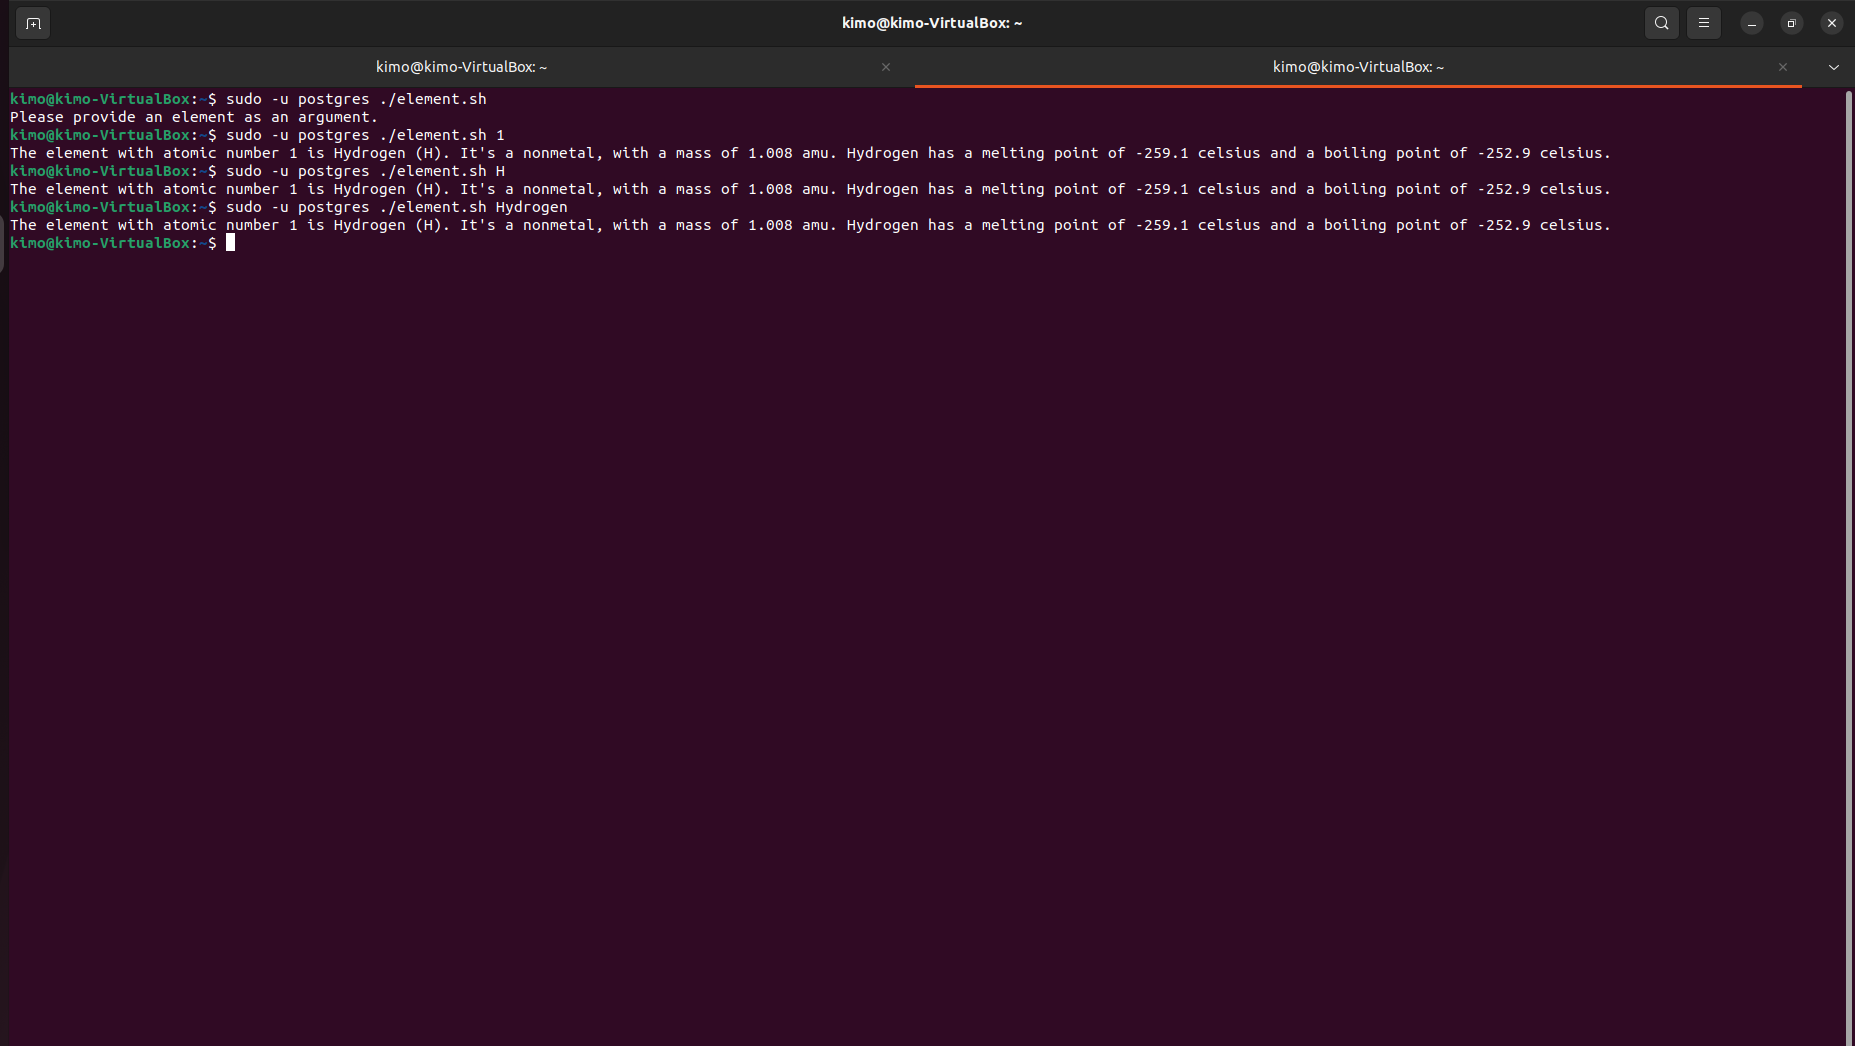 kimo@kimo-VirtualBox: ~
kimo@kimo-VirtualBox: ~
kimo@kimo-VirtualBox: ~
kimo@kimo-VirtualBox:~$ sudo -u postgres ./element.sh
Please provide an element as an argument.
kimo@kimo-VirtualBox:~$ sudo -u postgres ./element.sh 1
The element with atomic number 1 is Hydrogen (H). It's a nonmetal, with a mass of 1.008 amu. Hydrogen has a melting point of -259.1 celsius and a boiling point of -252.9 celsius.
kimo@kimo-VirtualBox:~$ sudo -u postgres ./element.sh H
The element with atomic number 1 is Hydrogen (H). It's a nonmetal, with a mass of 1.008 amu. Hydrogen has a melting point of -259.1 celsius and a boiling point of -252.9 celsius.
kimo@kimo-VirtualBox:~$ sudo -u postgres ./element.sh Hydrogen
The element with atomic number 1 is Hydrogen (H). It's a nonmetal, with a mass of 1.008 amu. Hydrogen has a melting point of -259.1 celsius and a boiling point of -252.9 celsius.
kimo@kimo-VirtualBox:~$